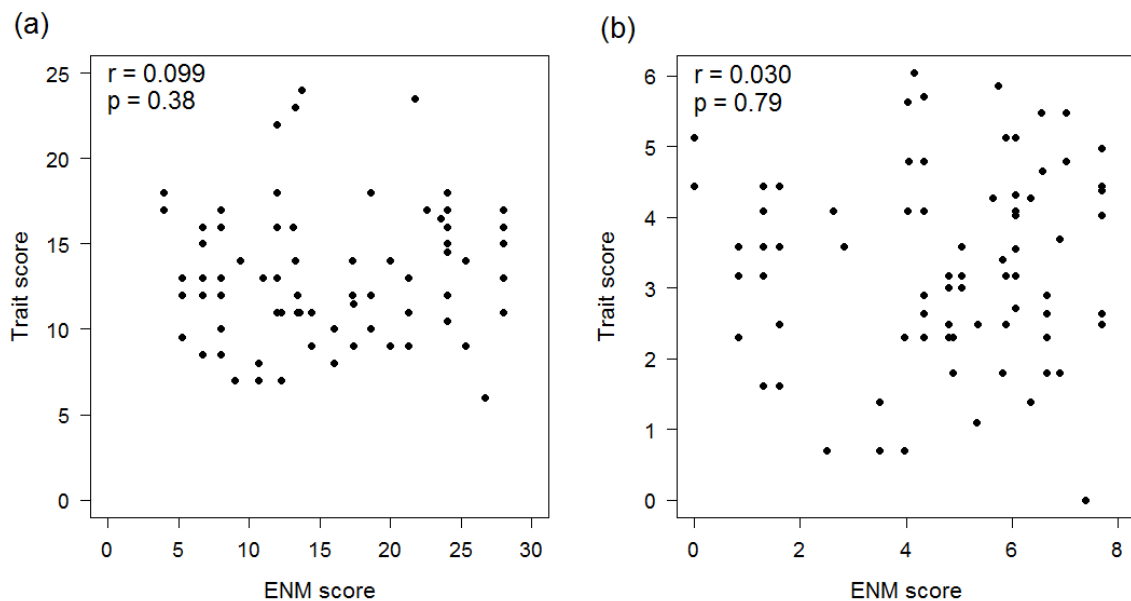 (a)
r = 0.099
p = 0.38
25
20
15
10
5
0
Trait score
0 5 10 15 20 25 30
ENM score
(b)
r = 0.030
p = 0.79
6
5
4
3
2
1
0
Trait score
0 2 4 6 8
ENM score